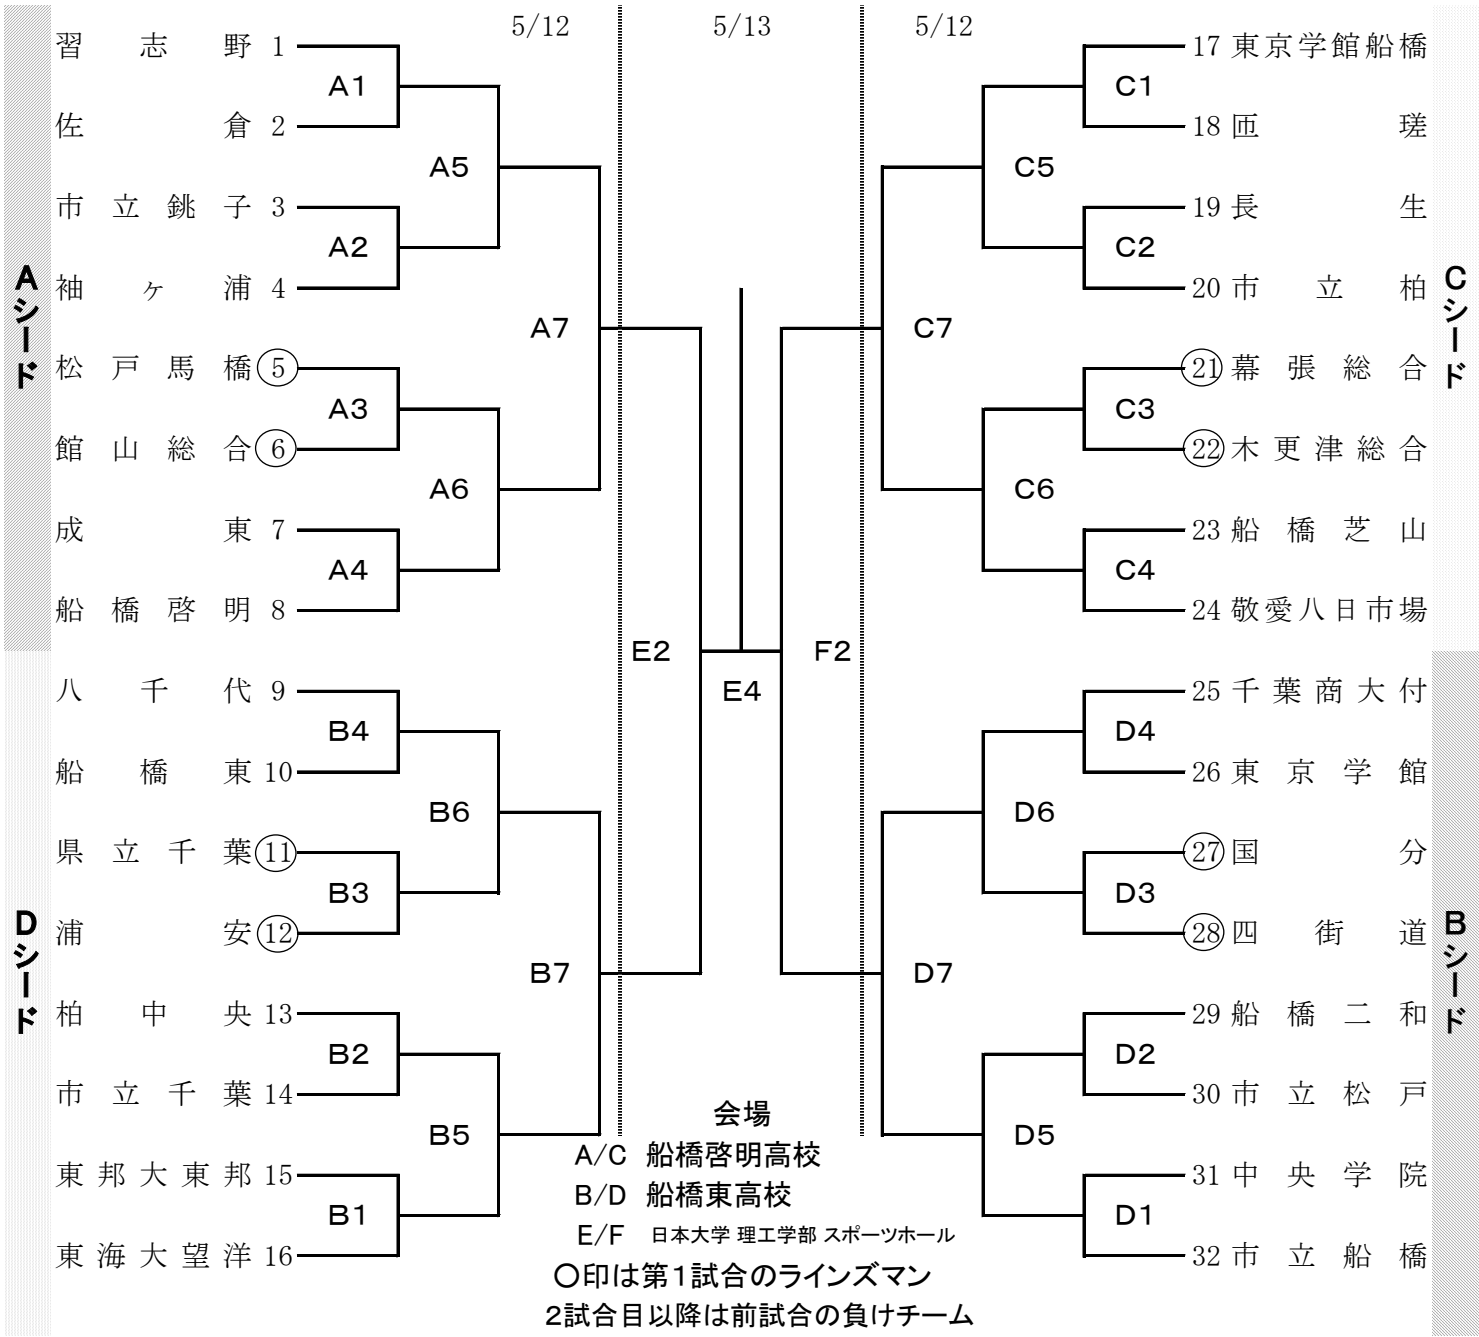 5/12
5/13
5/12
Aシード
習志野 1
佐倉 2
市立銚子 3
袖ヶ浦 4
松戸馬橋 ⑤
館山総合 ⑥
成東 7
船橋啓明 8
Dシード
八千代 9
船橋東 10
県立千葉 ⑪
浦安 ⑫
柏中央 13
市立千葉 14
東邦大東邦 15
東海大望洋 16
A1
A2
A3
A4
A5
A6
A7
B4
B3
B2
B1
B6
B5
B7
E2
E4
F2
C7
C5
C6
C1
C2
C3
C4
D7
D6
D5
D4
D3
D2
D1
Cシード
17 東京学館船橋
18 匝瑳
19 長生
20 市立柏
㉑ 幕張総合
㉒ 木更津総合
23 船橋芝山
24 敬愛八日市場
Bシード
25 千葉商大付
26 東京学館
㉗ 国分
㉘ 四街道
29 船橋二和
30 市立松戸
31 中央学院
32 市立船橋
会場
A/C 船橋啓明高校
B/D 船橋東高校
E/F 日本大学 理工学部 スポーツホール
○印は第1試合のラインズマン
2試合目以降は前試合の負けチーム